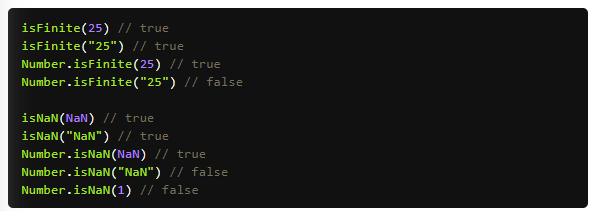 isFinite(25) // true
isFinite("25") // true
Number.isFinite(25) // true
Number.isFinite("25") // false
isNaN(NaN) // true
isNaN("NaN") // true
Number.isNaN(NaN) // true
Number.isNaN("NaN") // false
Number.isNaN(1) // false